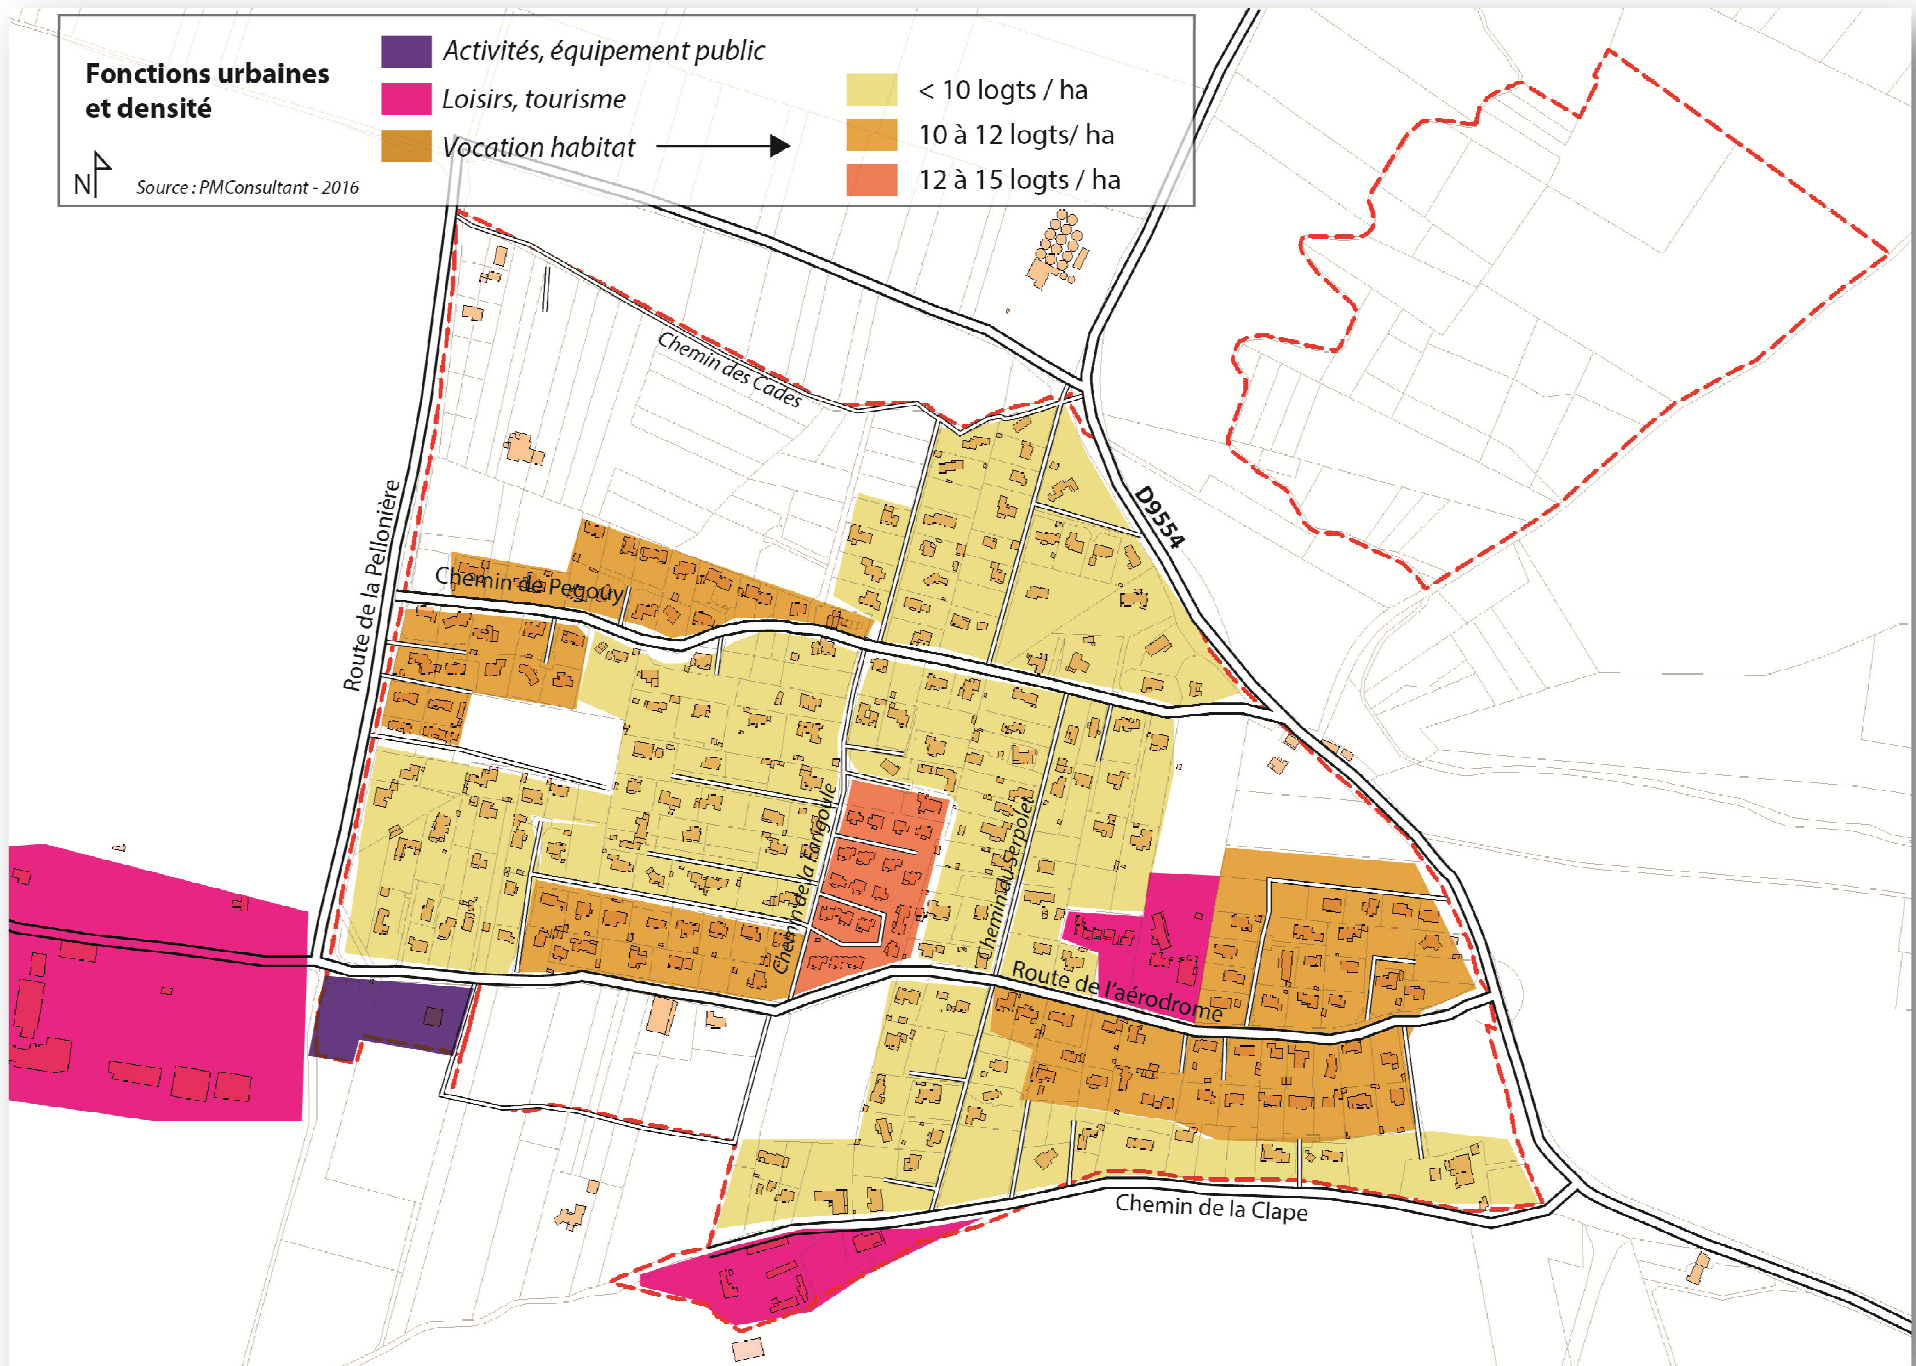 Fonctions urbaines
et densité
N
Source : PMConsultant - 2016
Activités, équipement public
Loisirs, tourisme
Vocation habitat
< 10 logts / ha
10 à 12 logts/ ha
12 à 15 logts / ha
Chemin des Cades
D9554
Route de la Pellonière
Chemin de Pegouy
Chemin de la Farigoule
Chemin du Serpolet
Route de l'aérodrome
Chemin de la Clape